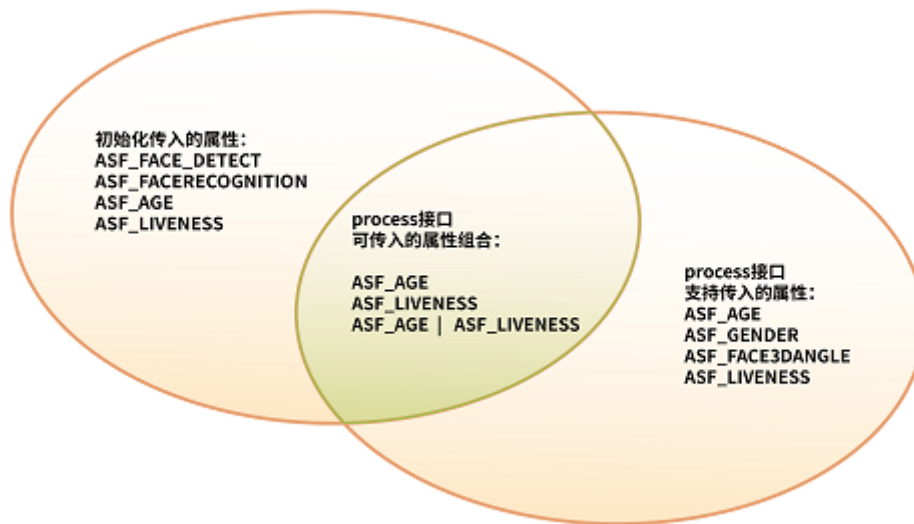 初始化传入的属性：
ASF_FACE_DETECT
ASF_FACERECOGNITION
ASF_AGE
ASF_LIVENESS
process接口
可传入的属性组合：
ASF_AGE
ASF_LIVENESS
ASF_AGE | ASF_LIVENESS
process接口
支持传入的属性：
ASF_AGE
ASF_GENDER
ASF_FACE3DANGLE
ASF_LIVENESS